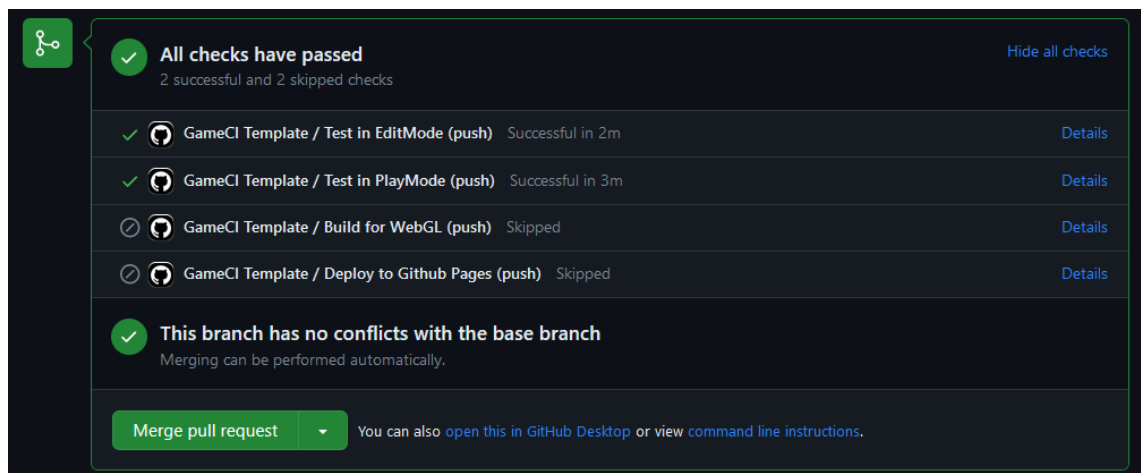 All checks have passed
Hide all checks
2 successful and 2 skipped checks
GameCI Template / Test in EditMode (push) Successful in 2m Details
GameCI Template / Test in PlayMode (push) Successful in 3m Details
GameCI Template / Build for WebGL (push) Skipped Details
GameCI Template / Deploy to Github Pages (push) Skipped Details
This branch has no conflicts with the base branch
Merging can be performed automatically.
Merge pull request You can also open this in GitHub Desktop or view command line instructions.